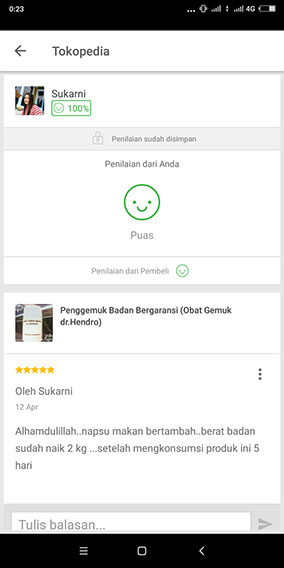 0:23
4G
Tokopedia
Sukarni
100%
Penilaian sudah disimpan
Penilaian dari Anda
Puas
Penilaian dari Pembeli
Penggemuk Badan Bergaransi (Obat Gemuk
dr.Hendro)
Oleh Sukarni
12 Apr
Alhamdulillah..napsu makan bertambah..berat badan
sudah naik 2 kg ...setelah mengkonsumsi produk ini 5
hari
Tulis balasan...